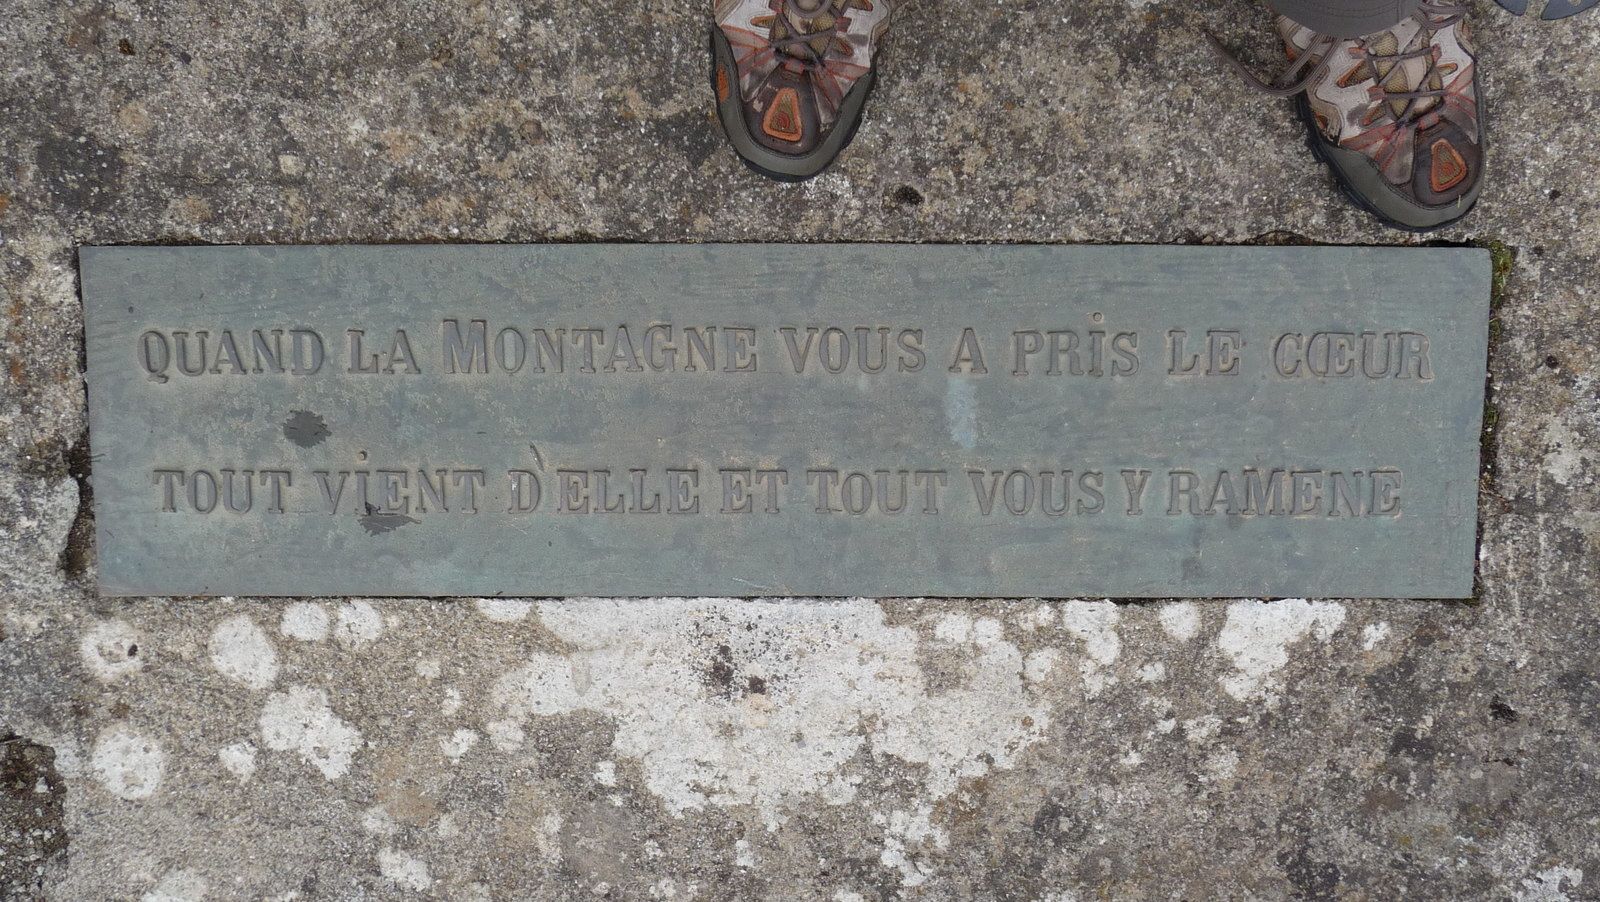 QUAND LA MONTAGNE VOUS A PRiS LE CŒUR
TOUT ViENT D'ELLE ET TOUT VOUS Y RAMENE